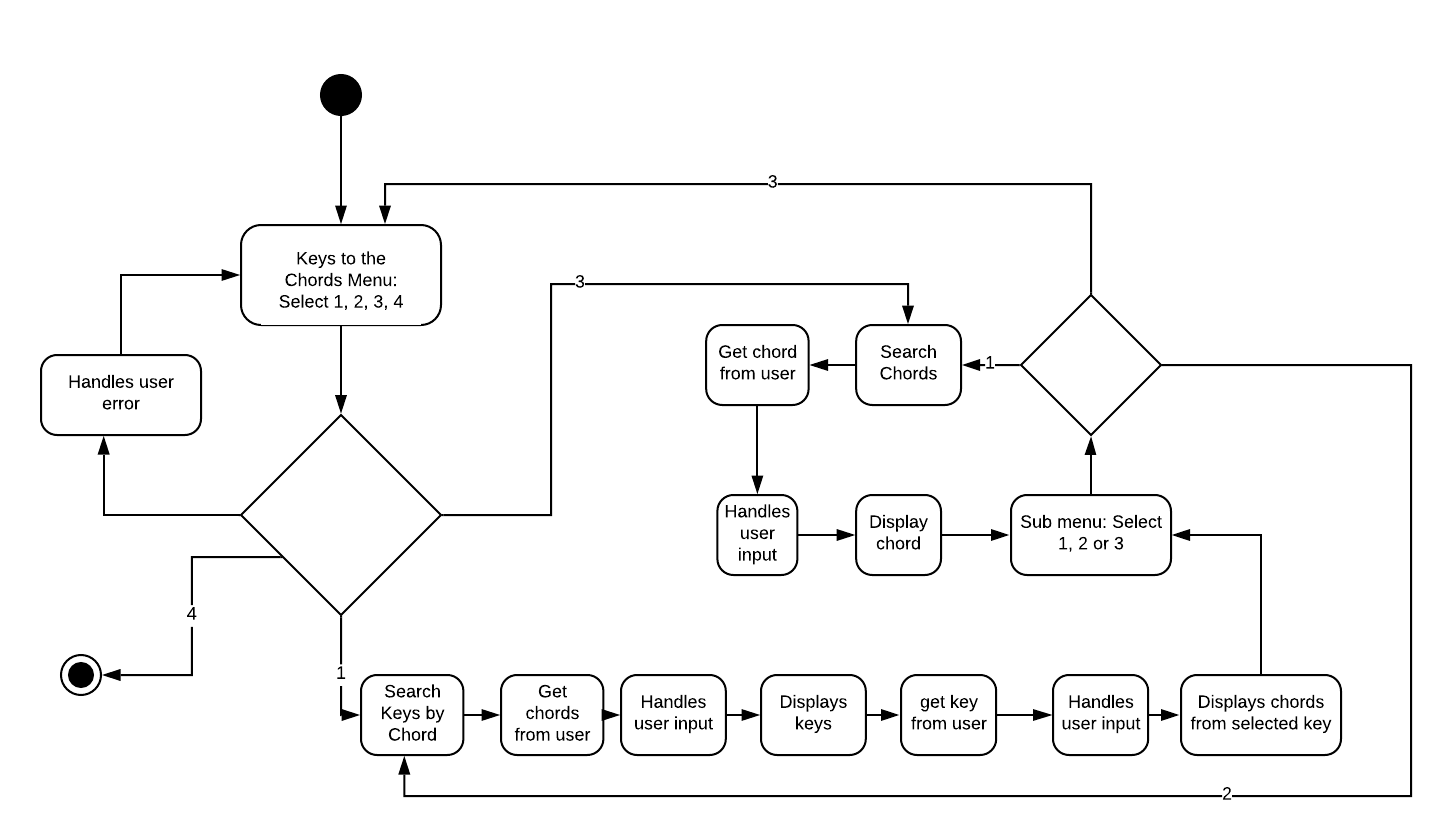 3
Keys to the
Chords Menu:
Select 1, 2, 3, 4
3
Handles user
error
Get chord
from user
Search
Chords
1
Handles
user
input
Display
chord
Sub menu: Select
1, 2 or 3
4
1
Search
Keys by
Chord
Get
chords
from user
Handles
user input
Displays
keys
get key
from user
Handles
user input
Displays chords
from selected key
2